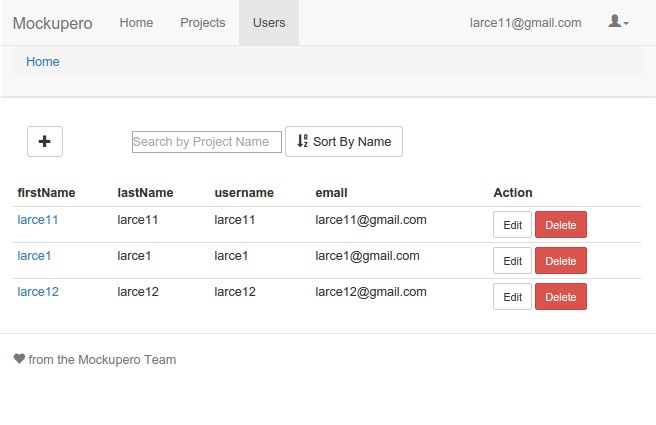 Mockupero Home Projects Users larce11@gmail.com
Home
Search by Project Name Sort By Name
firstName lastName username email Action
larce11 larce11 larce11 larce11@gmail.com Edit Delete
larce1 larce1 larce1 larce1@gmail.com Edit Delete
larce12 larce12 larce12 larce12@gmail.com Edit Delete
from the Mockupero Team